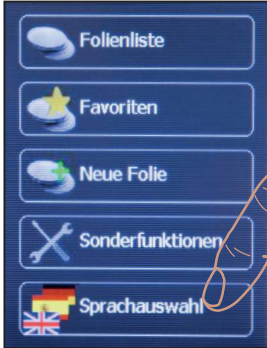 Folienliste
Favoriten
Neue Folie
Sonderfunktionen
Sprachauswahl